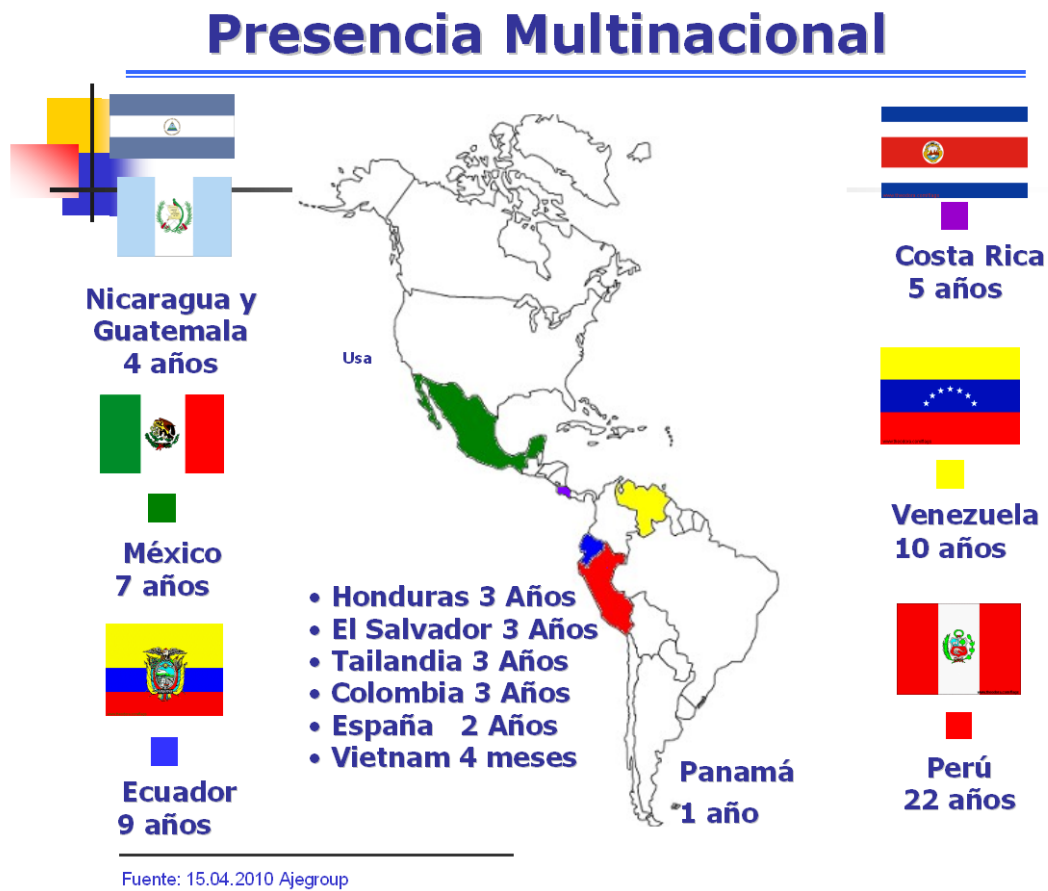 Presencia Multinacional
Nicaragua y
Guatemala
4 años
México
7 años
Ecuador
9 años
Usa
• Honduras 3 Años
• El Salvador 3 Años
• Tailandia 3 Años
• Colombia 3 Años
• España 2 Años
• Vietnam 4 meses
Panamá
1 año
Costa Rica
5 años
Venezuela
10 años
Perú
22 años
Fuente: 15.04.2010 Ajegroup